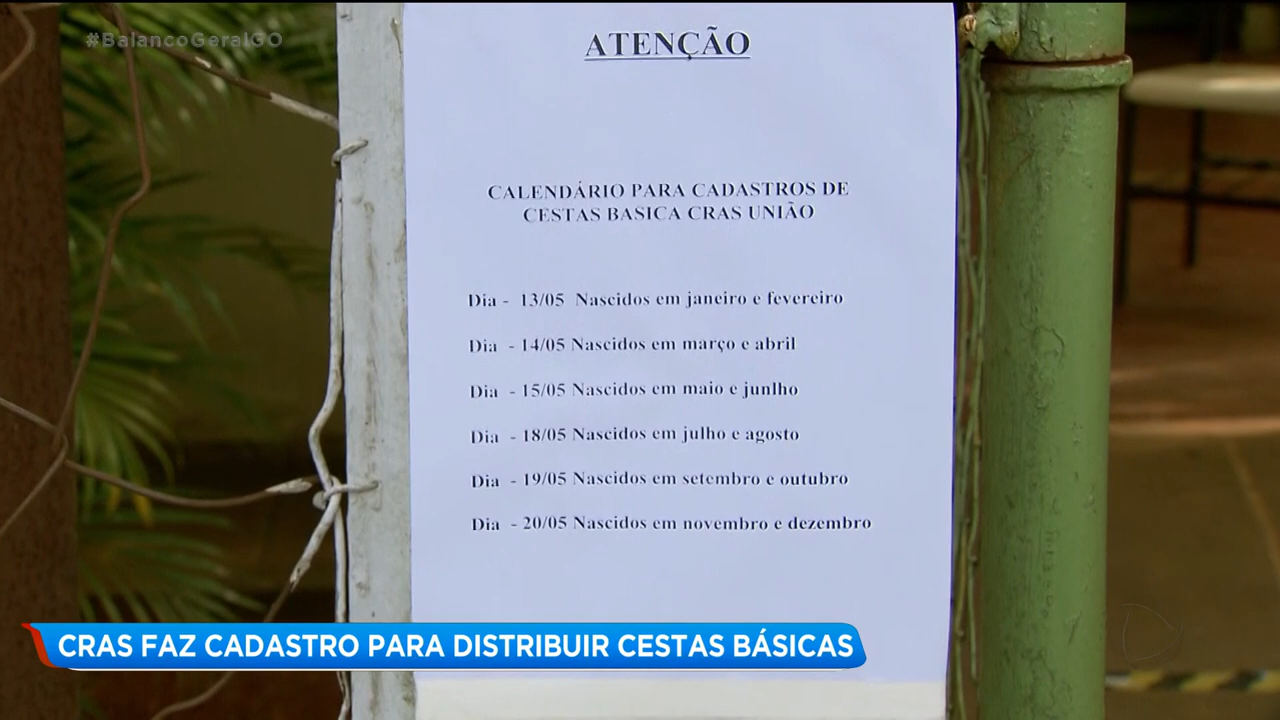 #BalancoGeralGO
ATENÇÃO
CALENDÁRIO PARA CADASTROS DE
CESTAS BASICA CRAS UNIÃO
Dia - 13/05 Nascidos em janeiro e fevereiro
Dia - 14/05 Nascidos em março e abril
Dia - 15/05 Nascidos em maio e junlho
Dia - 18/05 Nascidos em julho e agosto
Dia - 19/05 Nascidos em setembro e outubro
Dia - 20/05 Nascidos em novembro e dezembro
CRAS FAZ CADASTRO PARA DISTRIBUIR CESTAS BÁSICAS